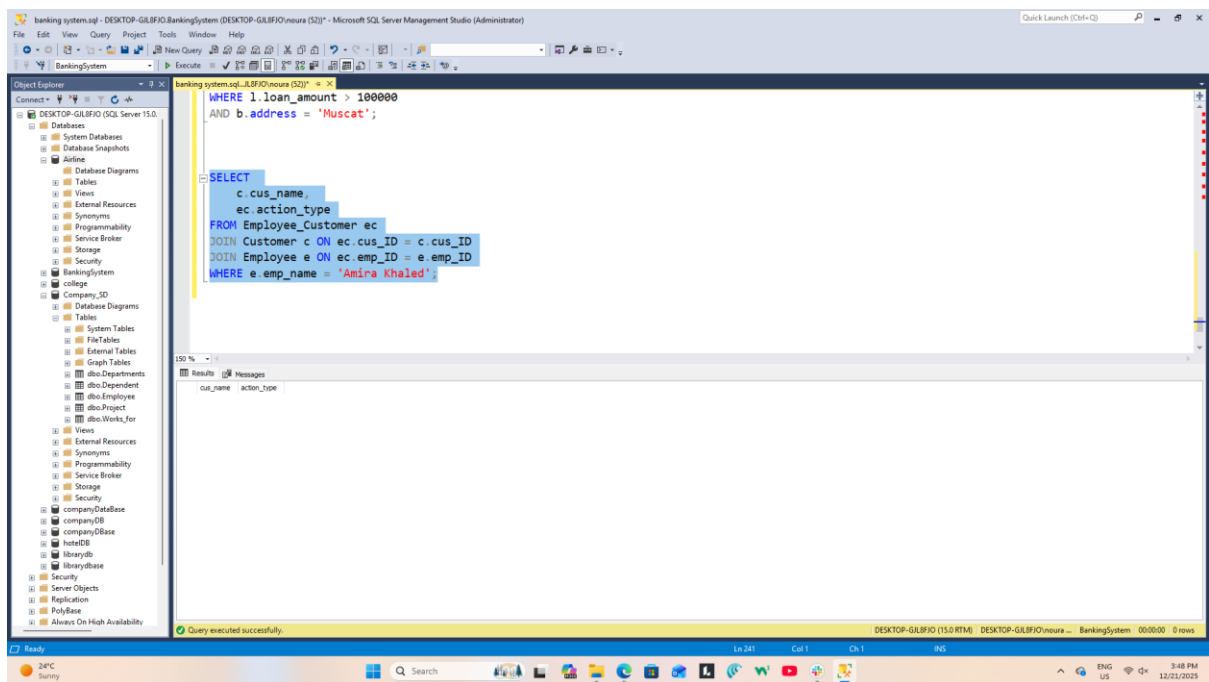 banking system.sql - DESKTOP-GJL8FJO.BankingSystem (DESKTOP-GJL8FJO\noura (52))* - Microsoft SQL Server Management Studio (Administrator)
Quick Launch (Ctrl+Q)
File Edit View Query Project Tools Window Help
New Query
BankingSystem
Execute
Object Explorer
banking system.sql...JL8FJO\noura (52))*
Connect
DESKTOP-GJL8FJO (SQL Server 15.0.
Databases
System Databases
Database Snapshots
Airline
Database Diagrams
Tables
Views
External Resources
Synonyms
Programmability
Service Broker
Storage
Security
BankingSystem
college
Company_SD
Database Diagrams
Tables
System Tables
FileTables
External Tables
Graph Tables
dbo.Departments
dbo.Dependent
dbo.Employee
dbo.Project
dbo.Works_for
Views
External Resources
Synonyms
Programmability
Service Broker
Storage
Security
companyDataBase
companyDB
companyDBase
hotelDB
librarydb
librarydbase
Security
Server Objects
Replication
PolyBase
Always On High Availability
WHERE l.loan_amount > 100000
AND b.address = 'Muscat';
SELECT
c.cus_name,
ec.action_type
FROM Employee_Customer ec
JOIN Customer c ON ec.cus_ID = c.cus_ID
JOIN Employee e ON ec.emp_ID = e.emp_ID
WHERE e.emp_name = 'Amira Khaled';
150 %
Results Messages
cus_name action_type
Query executed successfully.
DESKTOP-GJL8FJO (15.0 RTM) DESKTOP-GJL8FJO\noura ... BankingSystem 00:00:00 0 rows
Ready
Ln 241 Col 1 Ch 1 INS
24°C
Sunny
Search
ENG
US
3:48 PM
12/21/2025